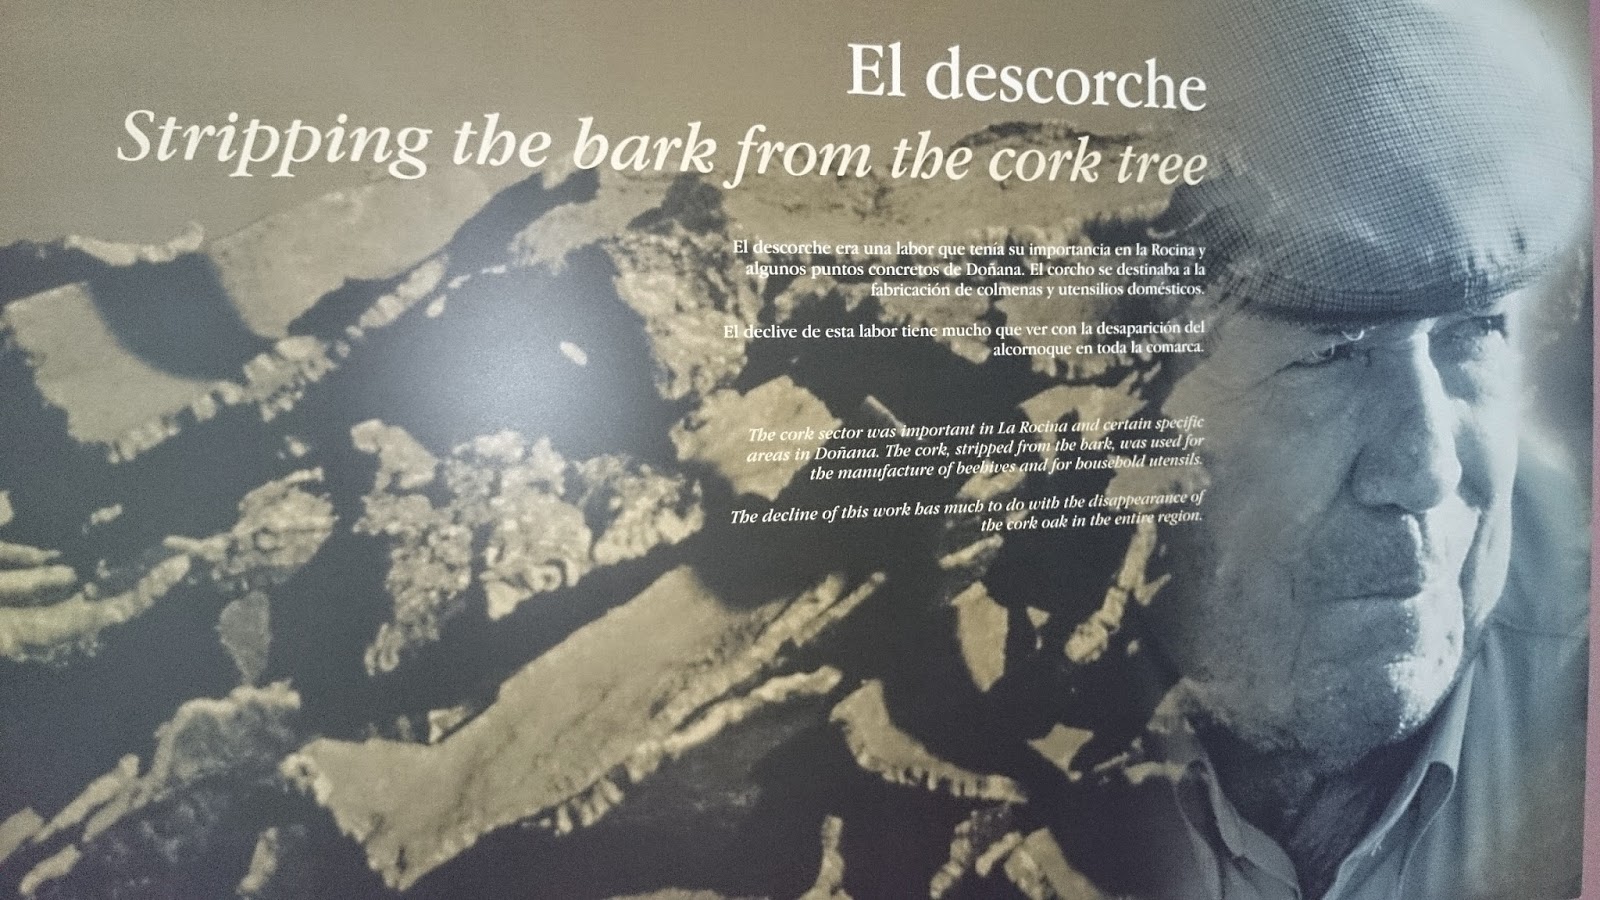 El descorche
Stripping the bark from the cork tree
El descorche era una labor que tenía su importancia en la Rocina y
algunos puntos concretos de Doñana. El corcho se destinaba a la
fabricación de colmenas y utensilios domésticos.
El declive de esta labor tiene mucho que ver con la desaparición del
alcornoque en toda la comarca.
The cork sector was important in La Rocina and certain specific
areas in Doñana. The cork, stripped from the bark, was used for
the manufacture of beehives and for household utensils.
The decline of this work has much to do with the disappearance of
the cork oak in the entire region.